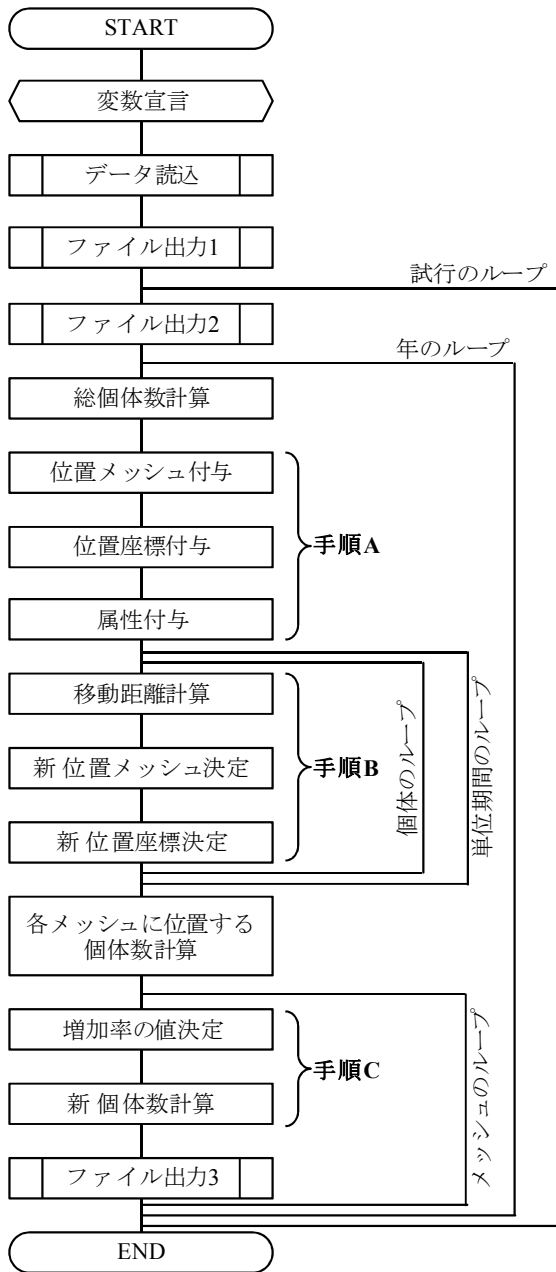 START
変数宣言
データ読込
ファイル出力1
試行のループ
ファイル出力2
年のループ
総個体数計算
位置メッシュ付与
位置座標付与
手順A
属性付与
移動距離計算
新 位置メッシュ決定
手順B
新 位置座標決定
個体のループ
単位期間のループ
各メッシュに位置する
個体数計算
増加率の値決定
手順C
新 個体数計算
メッシュのループ
ファイル出力3
END